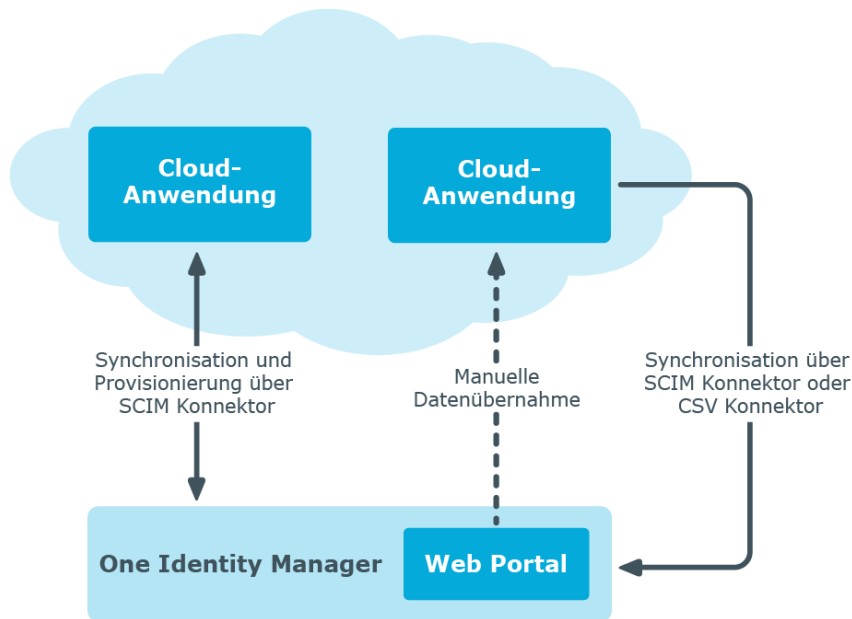 Cloud-
Anwendung
Cloud-
Anwendung
Synchronisation und
Provisionierung über
SCIM Konnektor
Manuelle
Datenübernahme
Synchronisation über
SCIM Konnektor oder
CSV Konnektor
One Identity Manager
Web Portal